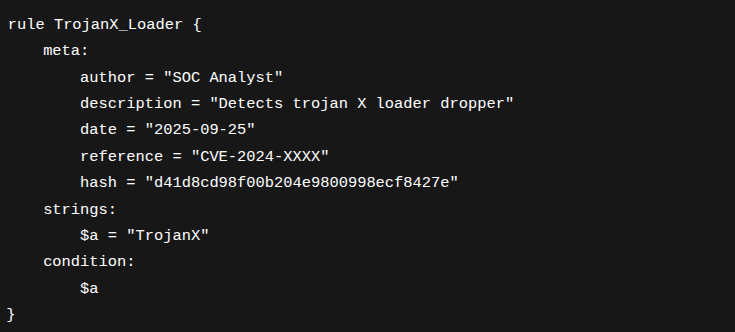 rule TrojanX_Loader {
    meta:
        author = "SOC Analyst"
        description = "Detects trojan X loader dropper"
        date = "2025-09-25"
        reference = "CVE-2024-XXXX"
        hash = "d41d8cd98f00b204e9800998ecf8427e"
    strings:
        $a = "TrojanX"
    condition:
        $a
}